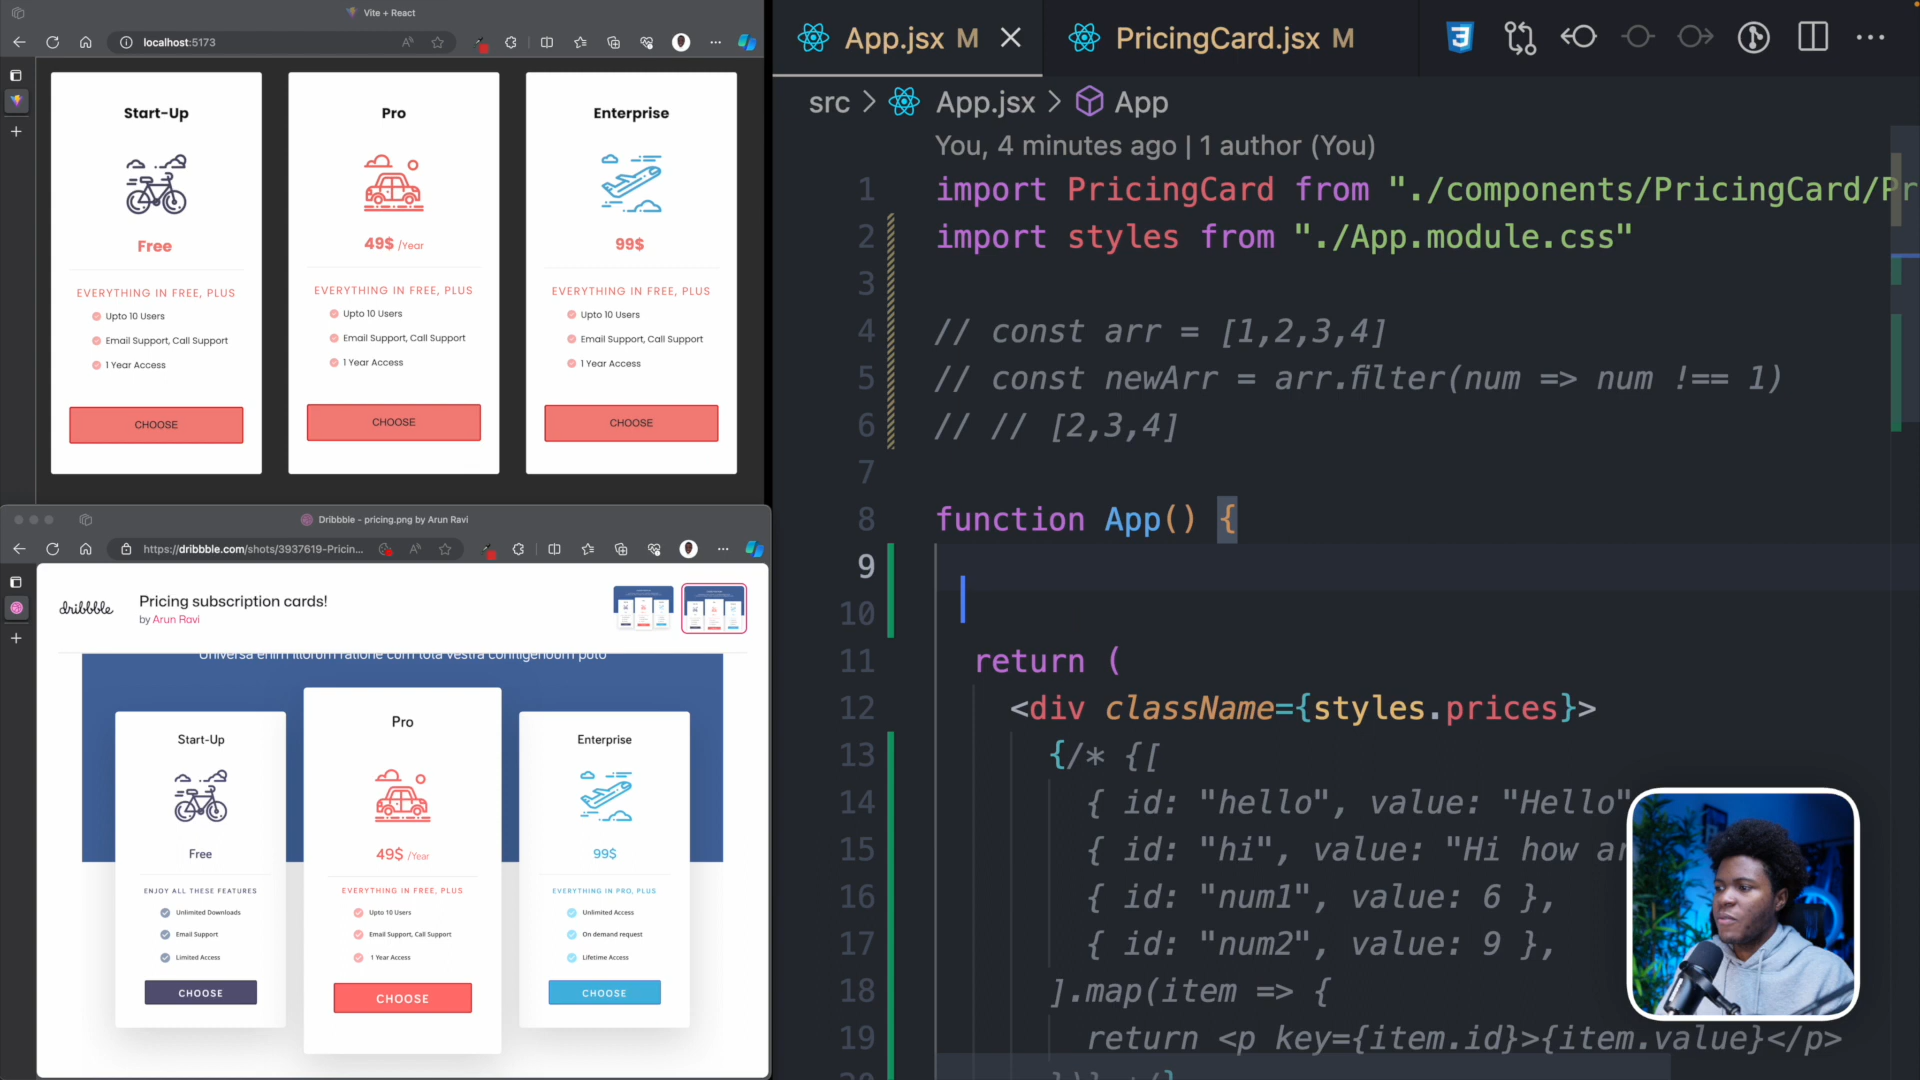 Vite + React
localhost:5173
Start-Up
Free
EVERYTHING IN FREE, PLUS
Upto 10 Users
Email Support, Call Support
1 Year Access
CHOOSE
Pro
49$ /Year
EVERYTHING IN FREE, PLUS
Upto 10 Users
Email Support, Call Support
1 Year Access
CHOOSE
Enterprise
99$
EVERYTHING IN FREE, PLUS
Upto 10 Users
Email Support, Call Support
1 Year Access
CHOOSE
Dribbble - pricing.png by Arun Ravi
https://dribbble.com/shots/3937619-Pricin...
dribbble
Pricing subscription cards!
by Arun Ravi
Universa enim illorum ratione cum tota vestra confligendum puto
Start-Up
Free
ENJOY ALL THESE FEATURES
Unlimited Downloads
Email Support
Limited Access
CHOOSE
Pro
49$ /Year
EVERYTHING IN FREE, PLUS
Upto 10 Users
Email Support, Call Support
1 Year Access
CHOOSE
Enterprise
99$
EVERYTHING IN PRO, PLUS
Unlimited Access
On demand request
Lifetime Access
CHOOSE
App.jsx M
PricingCard.jsx M
src > App.jsx > App
You, 4 minutes ago | 1 author (You)
1 import PricingCard from "./components/PricingCard/Pr
2 import styles from "./App.module.css"
3
4 // const arr = [1,2,3,4]
5 // const newArr = arr.filter(num => num !== 1)
6 // // [2,3,4]
7
8 function App() {
9
10
11 return (
12 <div className={styles.prices}>
13 {/* {[
14 { id: "hello", value: "Hello"
15 { id: "hi", value: "Hi how ar
16 { id: "num1", value: 6 },
17 { id: "num2", value: 9 },
18 ].map(item => {
19 return <p key={item.id}>{item.value}</p>